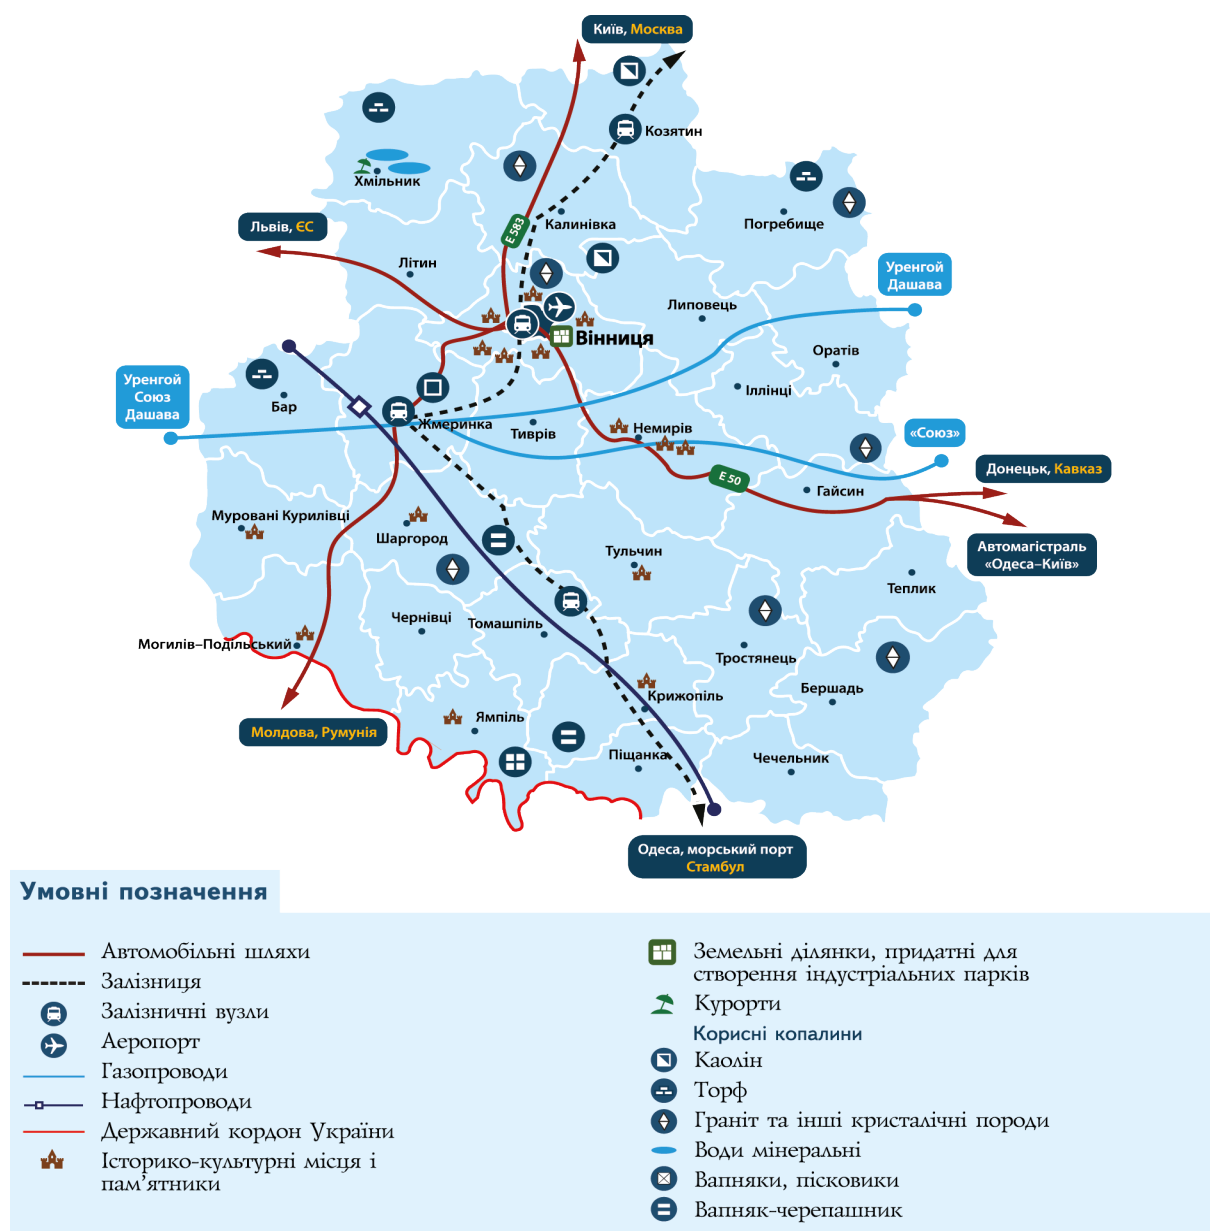 Київ, Москва
Козятин
Хмільник
Львів, ЄС
Е 583
Калинівка
Погребище
Літин
Уренгой
Дашава
Липовець
Вінниця
Оратів
Уренгой
Союз
Дашава
Іллінці
Бар
Жмеринка
Тиврів
Немирів
«Союз»
Донецьк, Кавказ
Е 50
Гайсин
Муровані Курилівці
Шаргород
Автомагістраль
«Одеса–Київ»
Тульчин
Теплик
Чернівці
Томашпіль
Могилів–Подільський
Тростянець
Бершадь
Крижопіль
Ямпіль
Молдова, Румунія
Піщанка
Чечельник
Одеса, морський порт
Стамбул
Умовні позначення
Автомобільні шляхи
Залізниця
Залізничні вузли
Аеропорт
Газопроводи
Нафтопроводи
Державний кордон України
Історико-культурні місця і
пам’ятники
Земельні ділянки, придатні для
створення індустріальних парків
Курорти
Корисні копалини
Каолін
Торф
Граніт та інші кристалічні породи
Води мінеральні
Вапняки, пісковики
Вапняк-черепашник